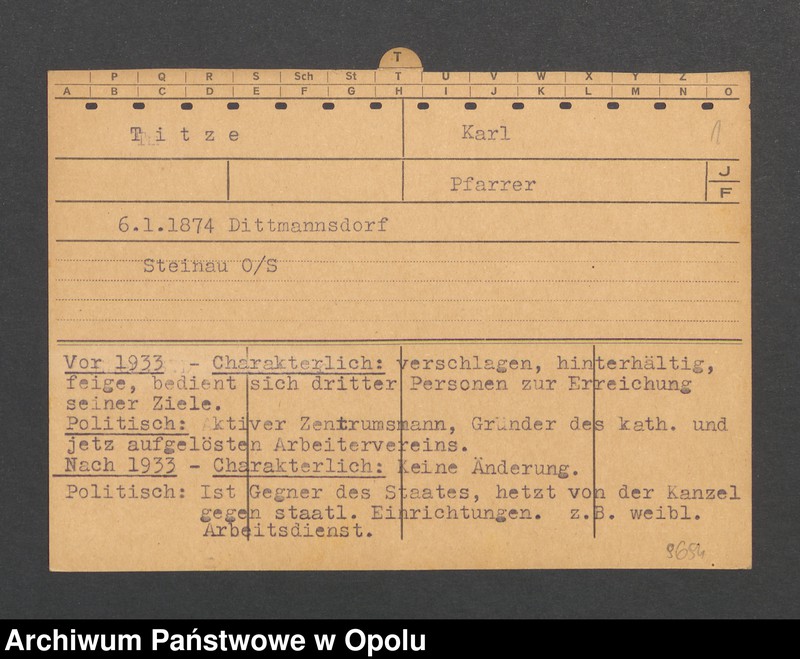 T
P Q R S Sch St T U V W X Y Z
A B C D E F G H I J K L M N O
Titze Karl
Pfarrer J
F
6.1.1874 Dittmannsdorf
Steinau O/S
Vor 1933 - Charakterlich: verschlagen, hinterhältig,
feige, bedient sich dritter Personen zur Erreichung
seiner Ziele.
Politisch: Aktiver Zentrumsmann, Gründer des kath. und
jetz aufgelösten Arbeitervereins.
Nach 1933 - Charakterlich: Keine Änderung.
Politisch: Ist Gegner des Staates, hetzt von der Kanzel
gegen staatl. Einrichtungen. z.B. weibl.
Arbeitsdienst.
Archiwum Państwowe w Opolu